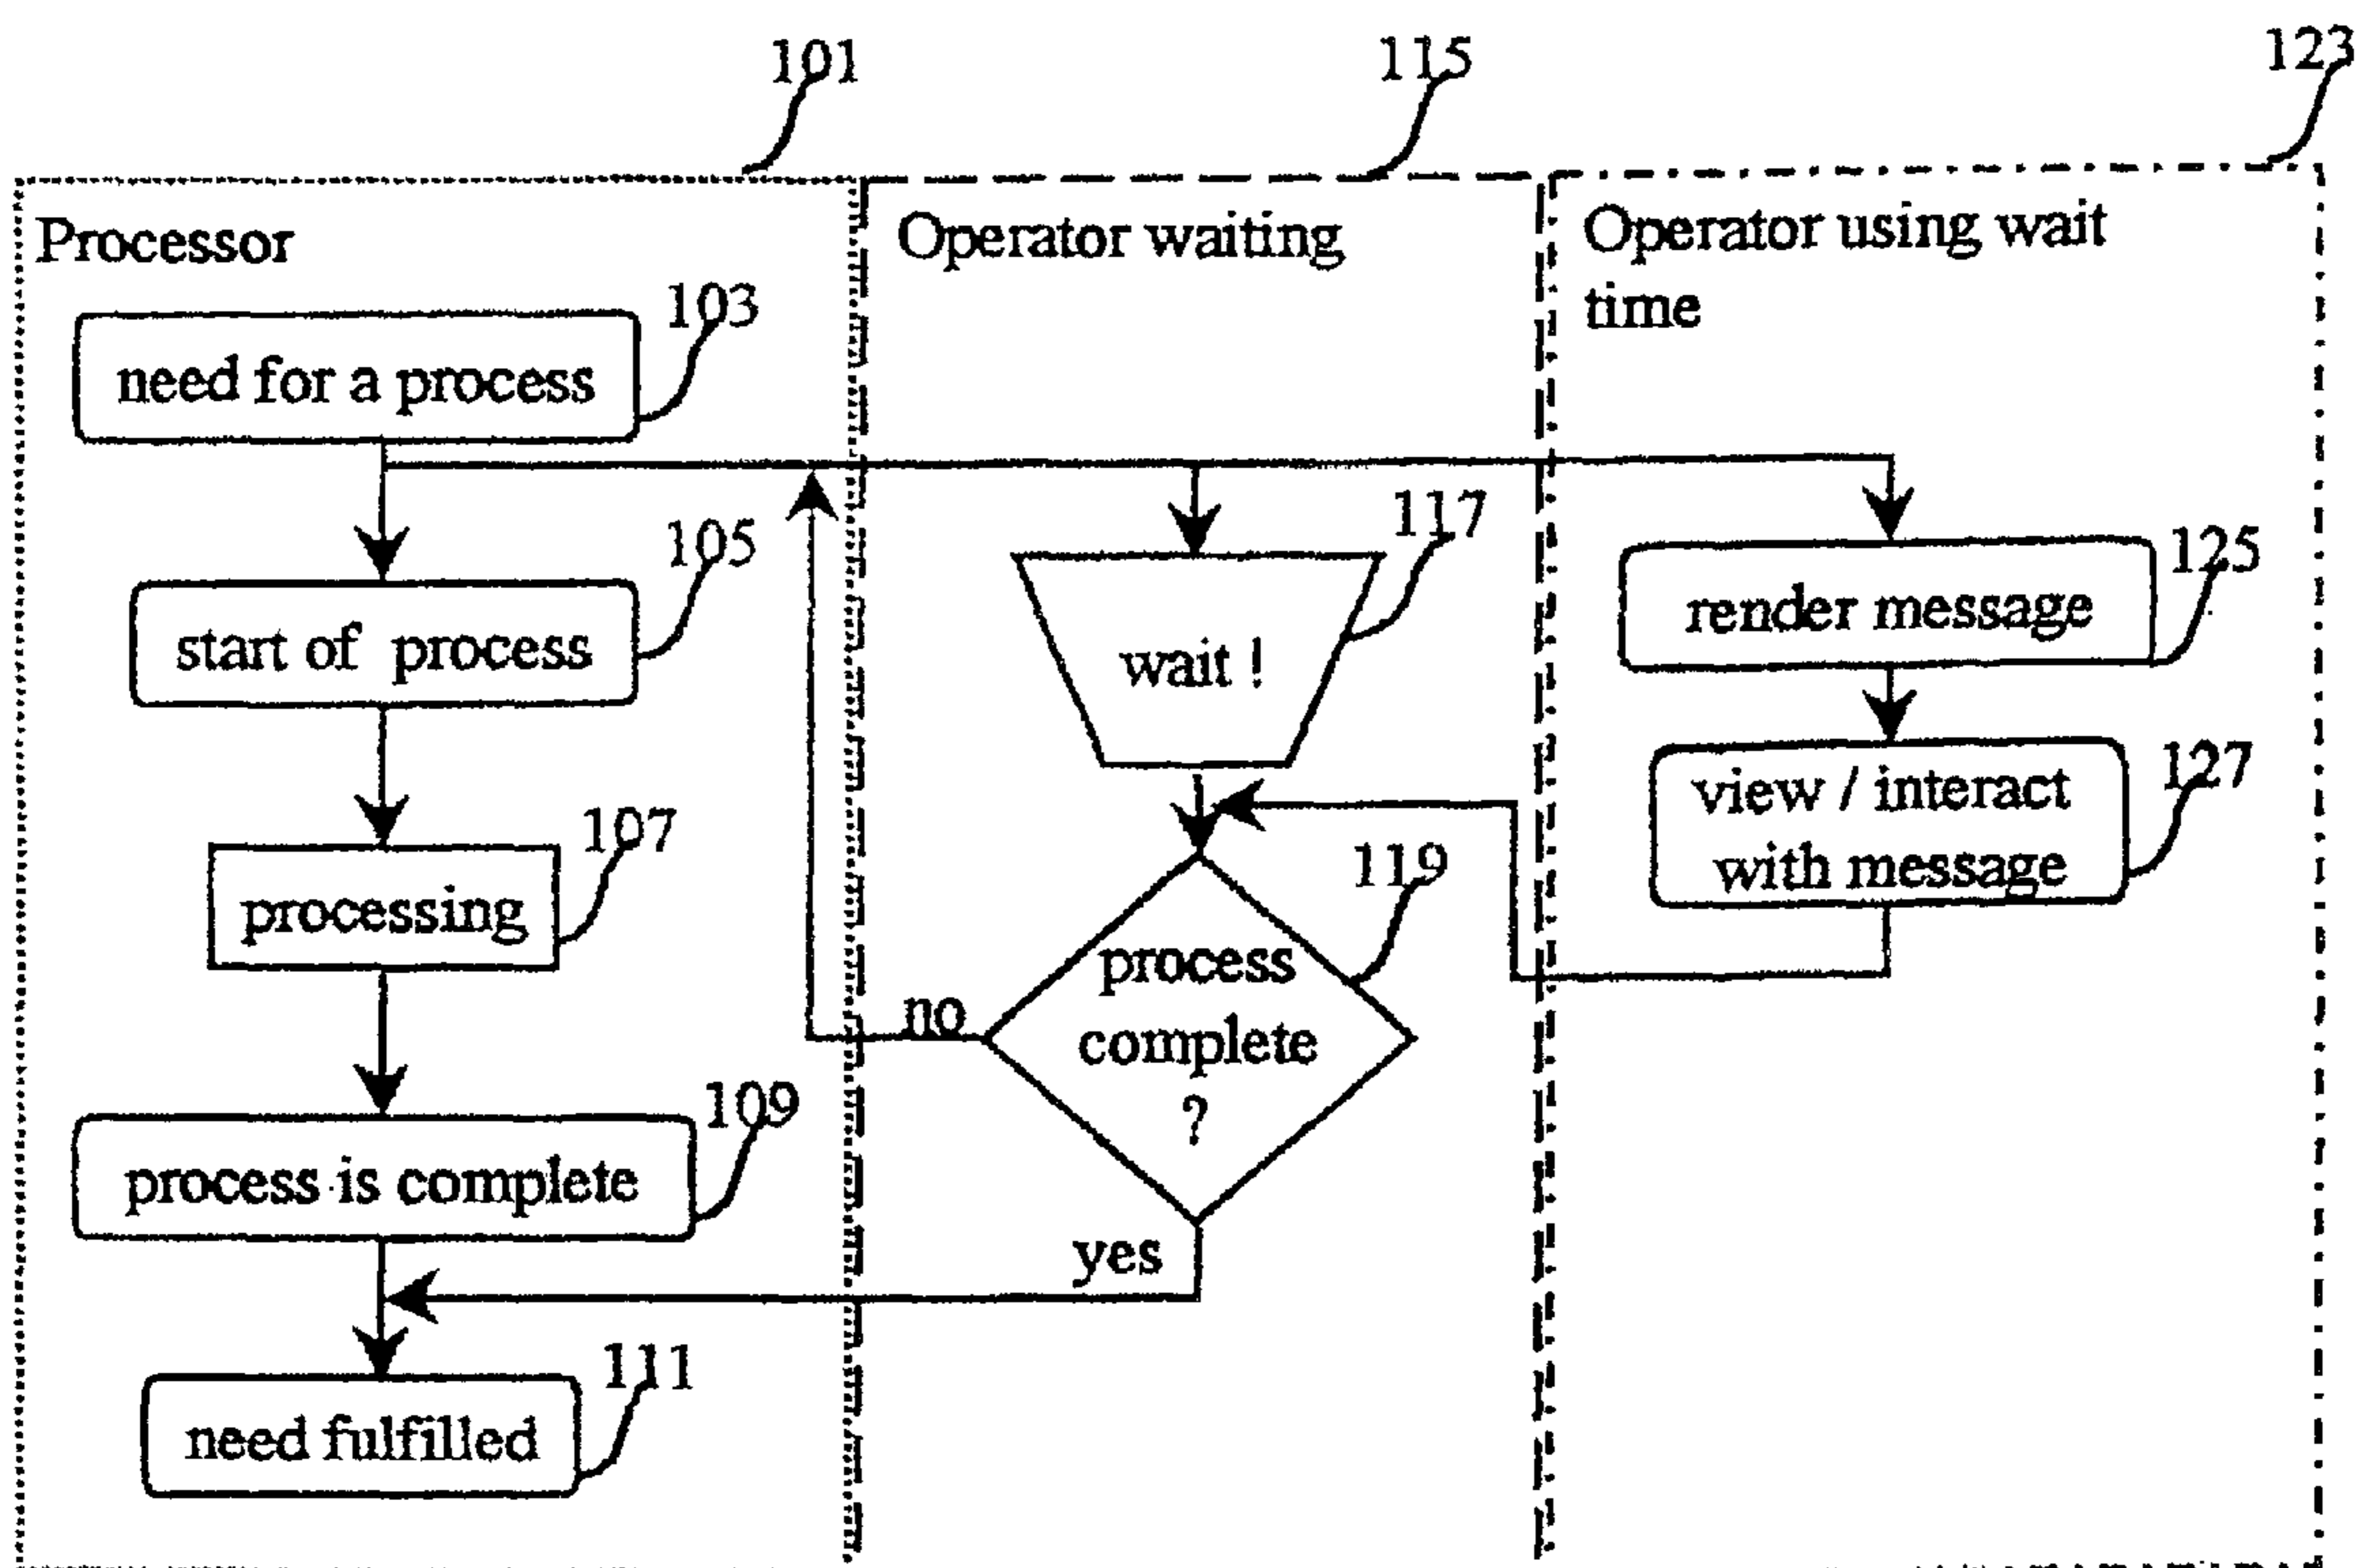 101
115
123
Processor
Operator waiting
Operator using wait
time
103
need for a process
117
105
125
start of process
wait !
render message
127
view / interact
with message
107
processing
119
process
complete
?
no
109
process is complete
yes
111
need fulfilled